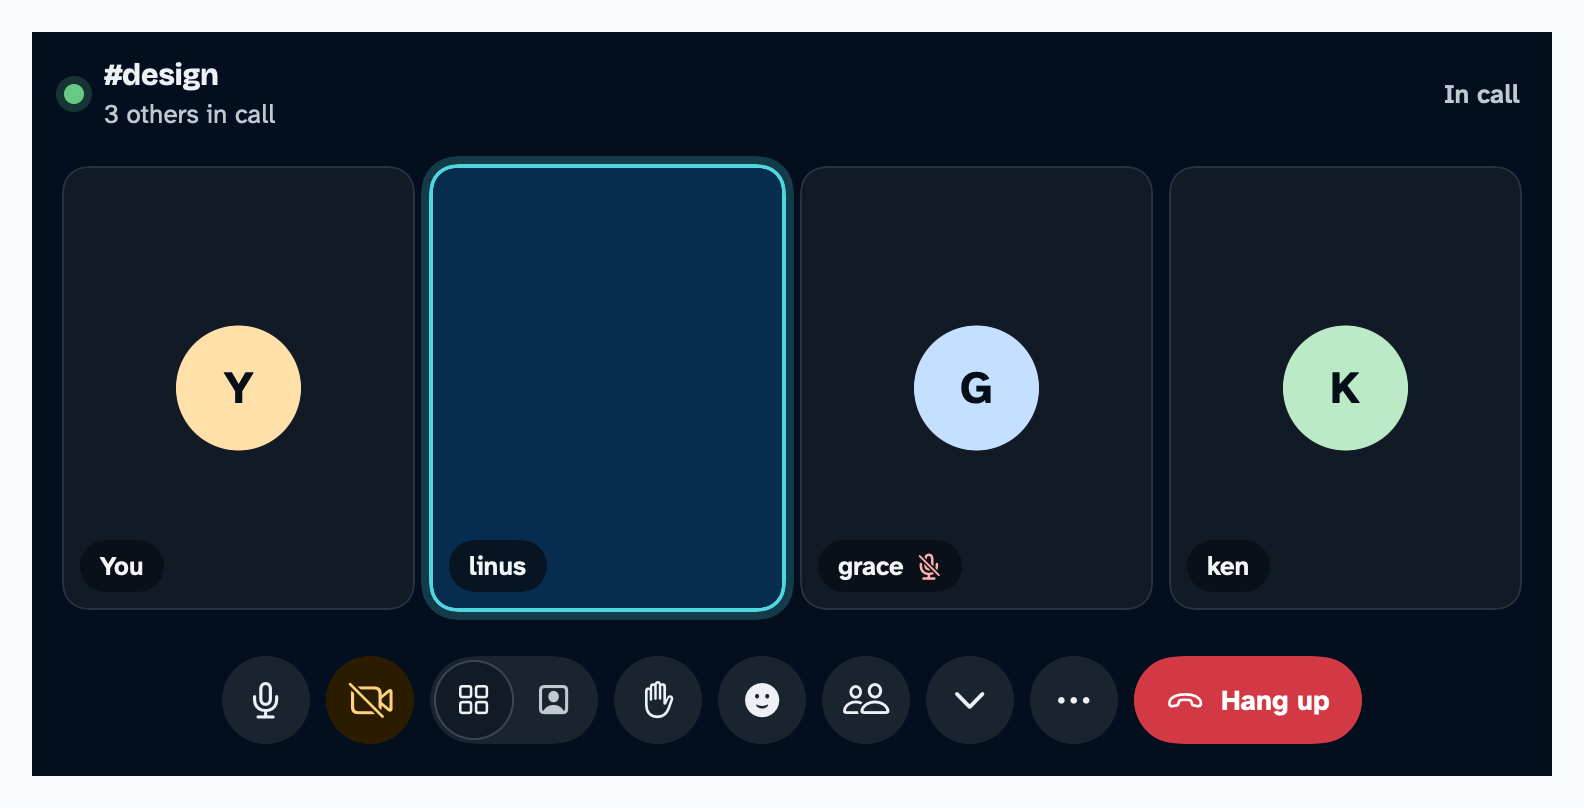 #design
3 others in call
In call
Y
G
K
You
linus
grace
ken
Hang up